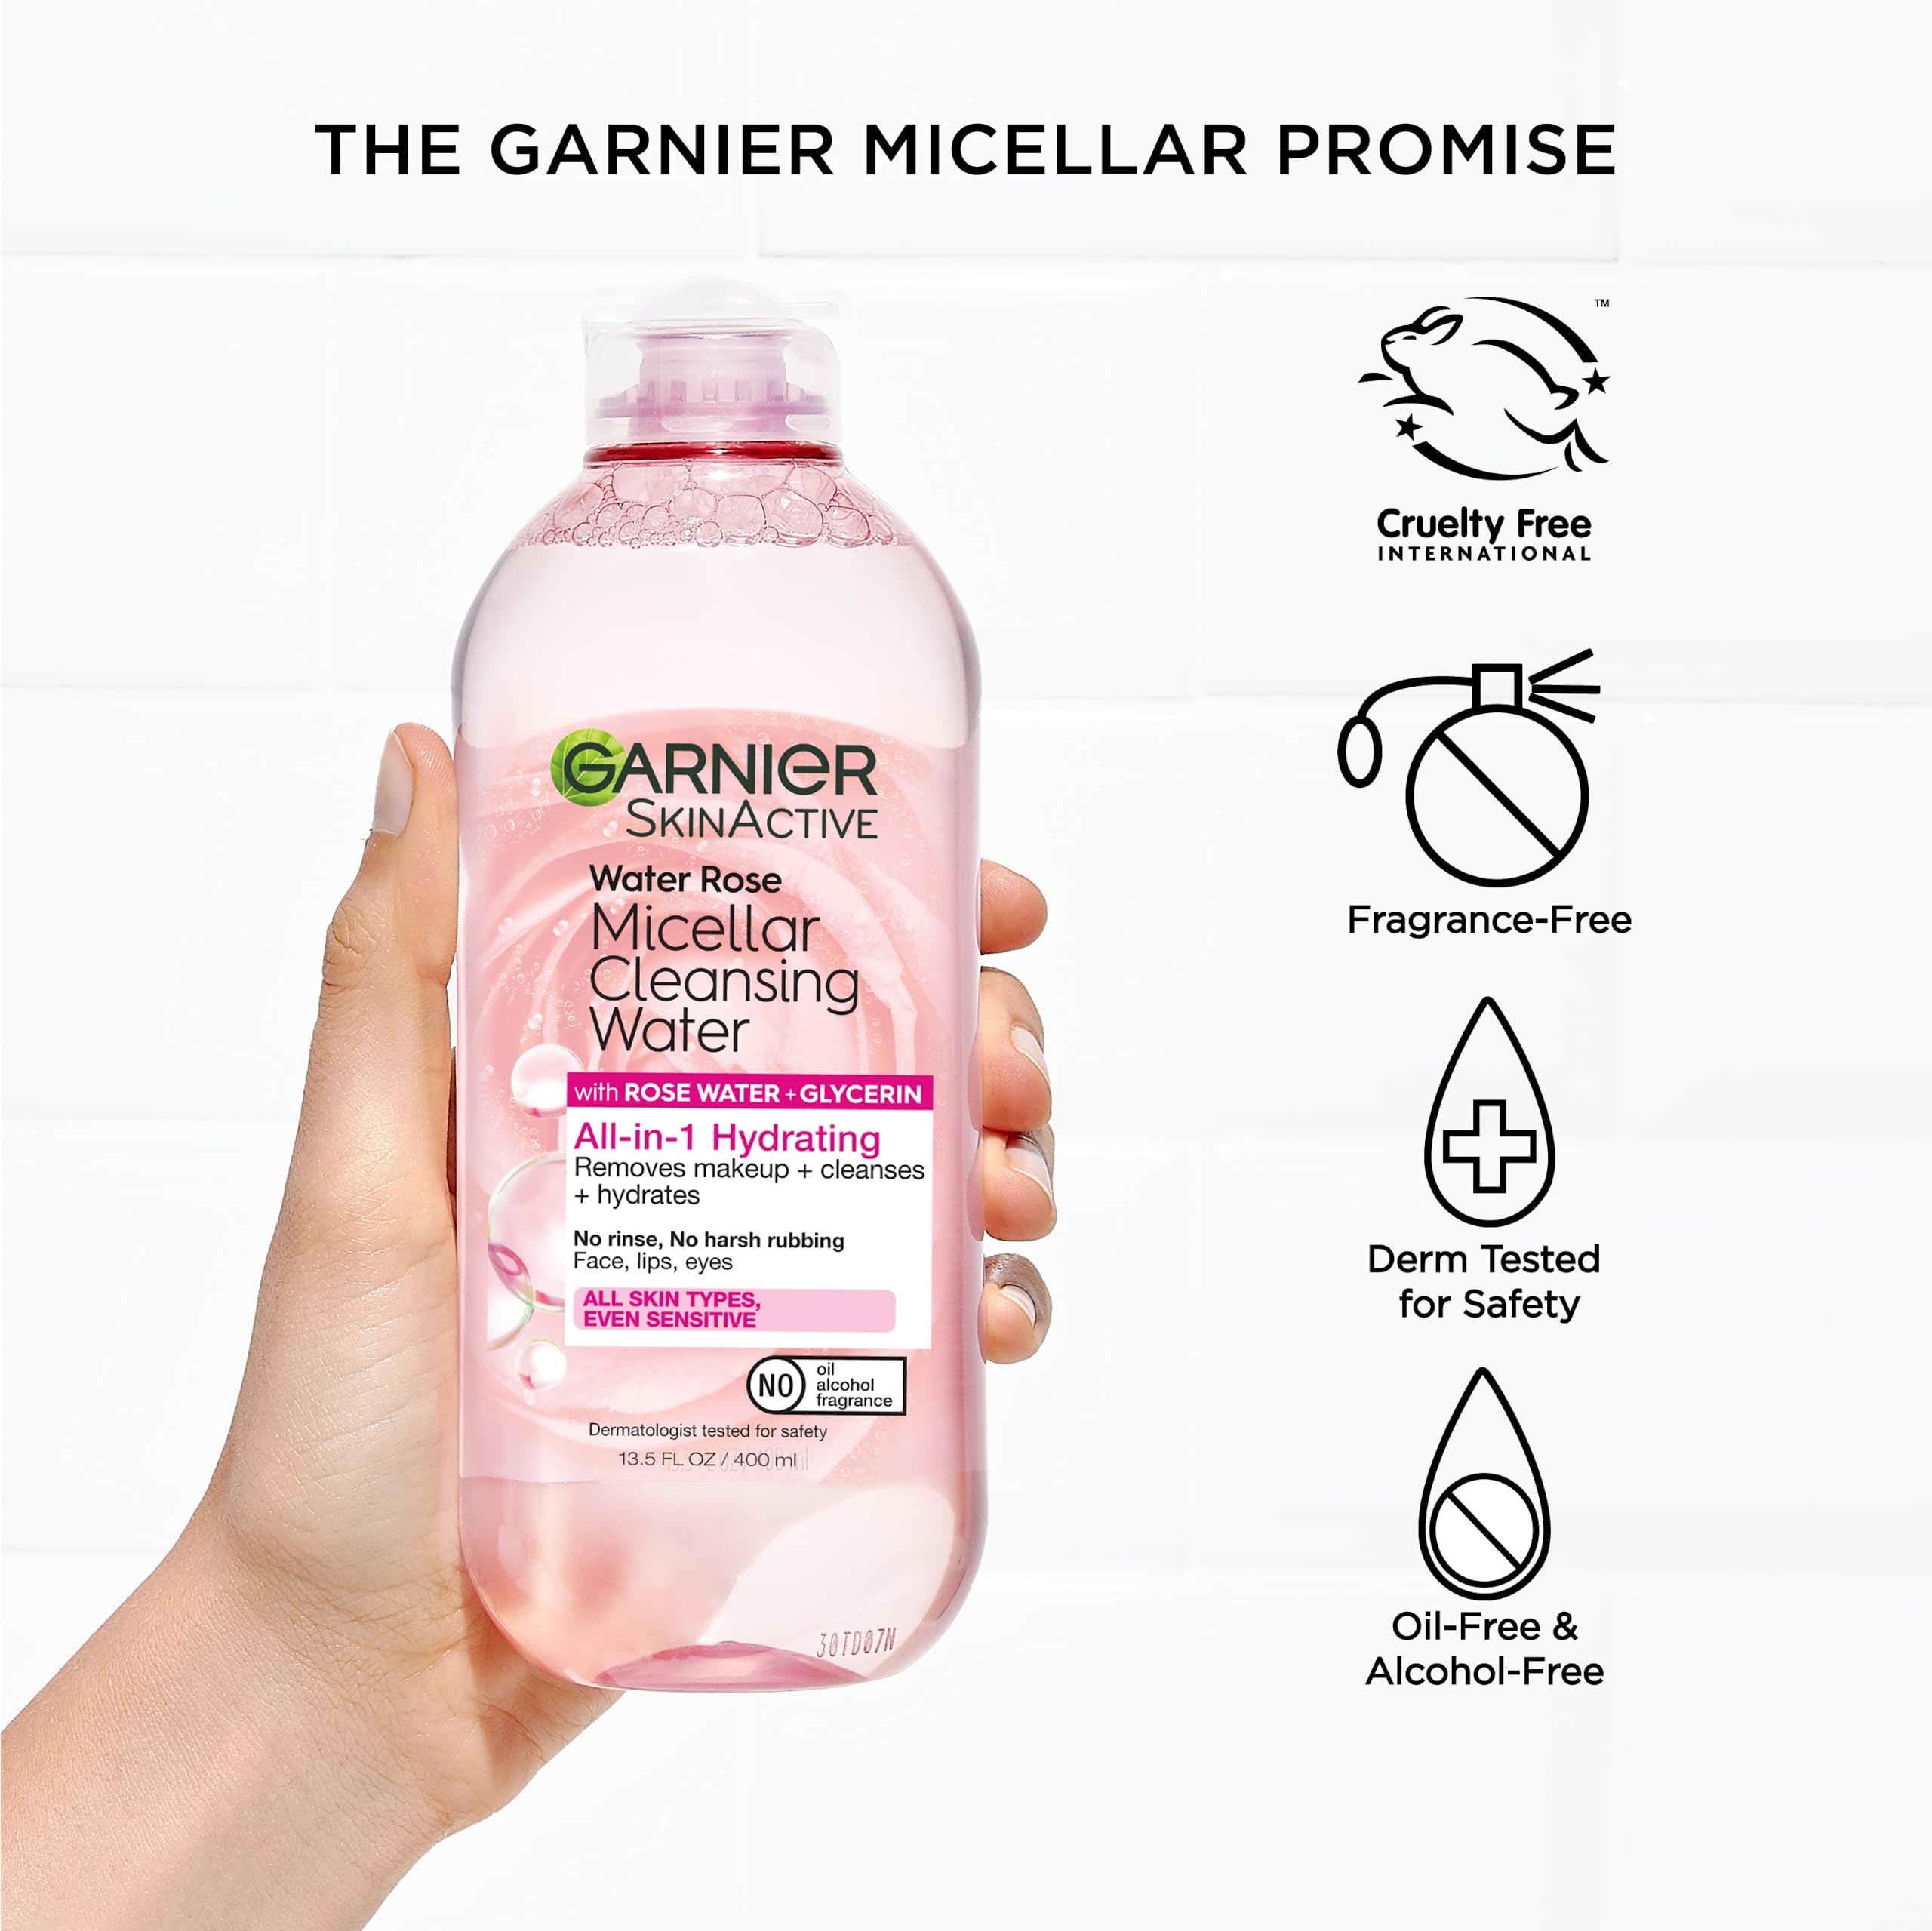 THE GARNIER MICELLAR PROMISE
GARNIER
SKINACTIVE
Water Rose
Micellar
Cleansing
Water
with ROSE WATER + GLYCERIN
All-in-1 Hydrating
Removes makeup + cleanses
+ hydrates
No rinse, No harsh rubbing
Face, lips, eyes
ALL SKIN TYPES,
EVEN SENSITIVE
NO
oil
alcohol
fragrance
Dermatologist tested for safety
13.5 FL OZ / 400 ml
30TD07N
TM
Cruelty Free
INTERNATIONAL
Fragrance-Free
Derm Tested
for Safety
Oil-Free &
Alcohol-Free